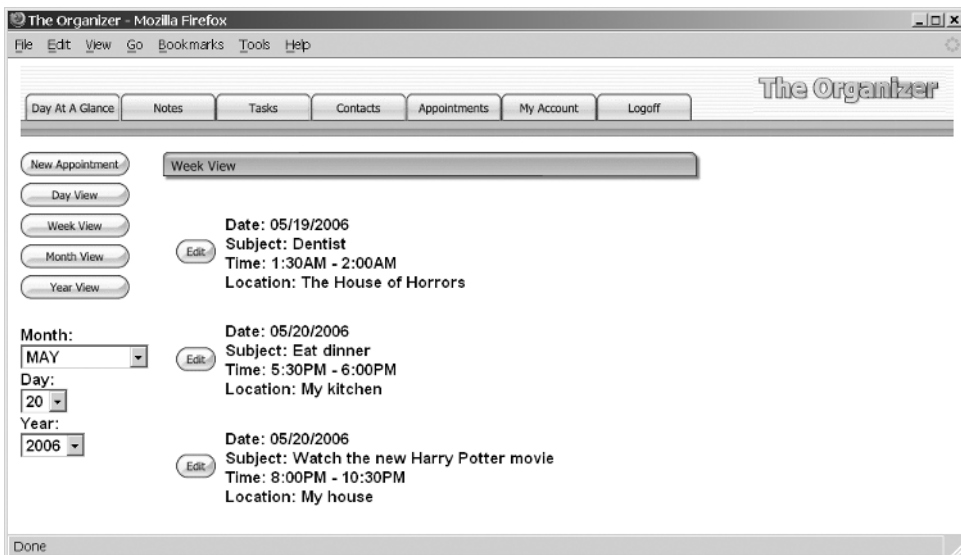 The Organizer - Mozilla Firefox
File Edit View Go Bookmarks Tools Help
The Organizer
Day At A Glance Notes Tasks Contacts Appointments My Account Logoff
New Appointment
Day View
Week View
Month View
Year View
Month:
MAY
Day:
20
Year:
2006
Week View
Edit
Date: 05/19/2006
Subject: Dentist
Time: 1:30AM - 2:00AM
Location: The House of Horrors
Edit
Date: 05/20/2006
Subject: Eat dinner
Time: 5:30PM - 6:00PM
Location: My kitchen
Edit
Date: 05/20/2006
Subject: Watch the new Harry Potter movie
Time: 8:00PM - 10:30PM
Location: My house
Done